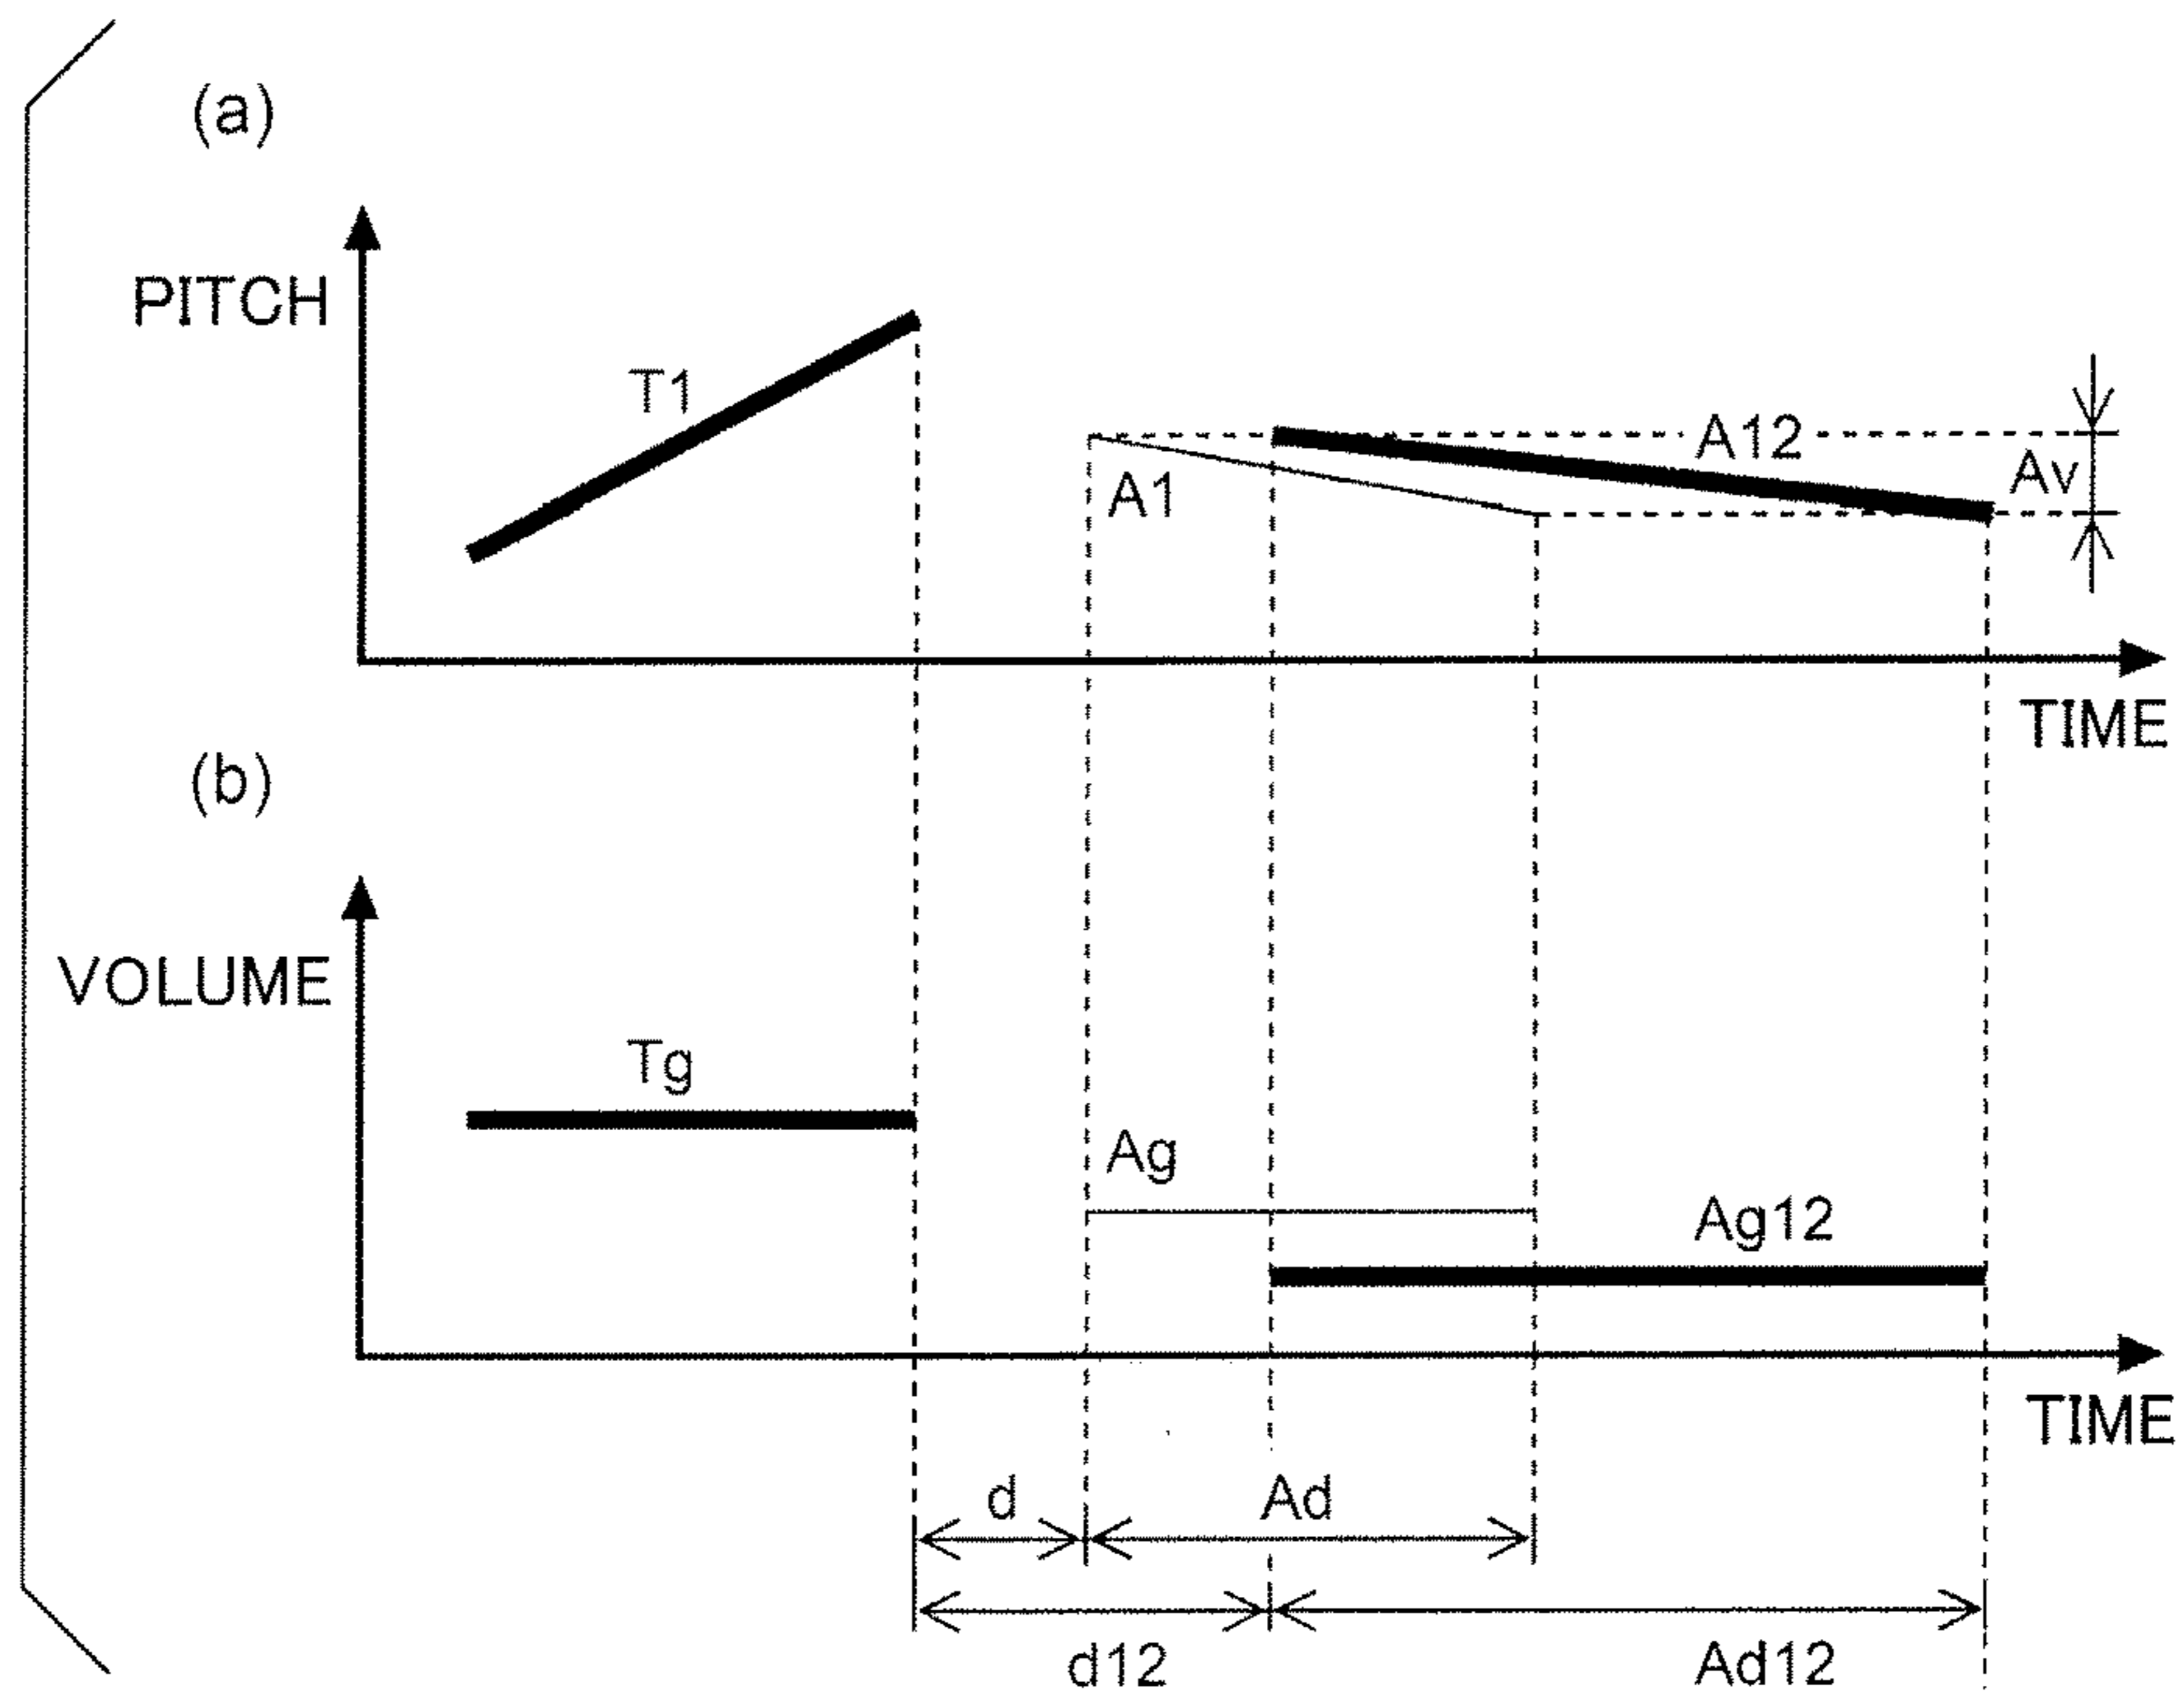 (a)
PITCH
T1
A1
A12
Av
TIME
(b)
VOLUME
Tg
Ag
Ag12
TIME
d
Ad
d12
Ad12